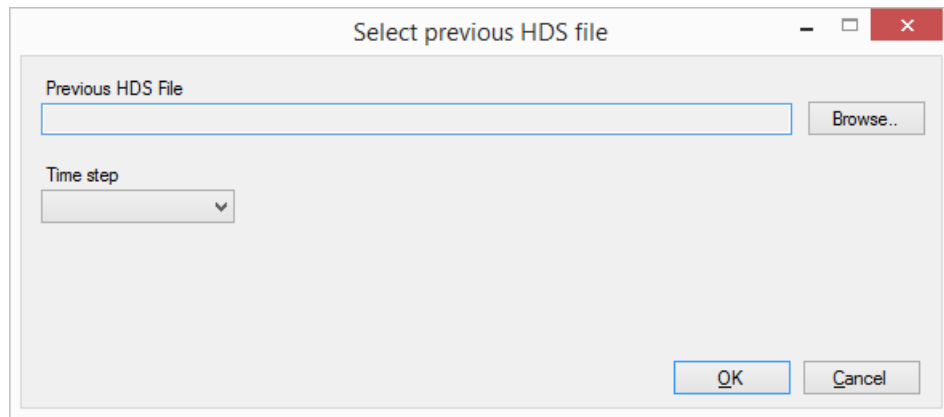 Select previous HDS file
Previous HDS File
Browse..
Time step
OK
Cancel